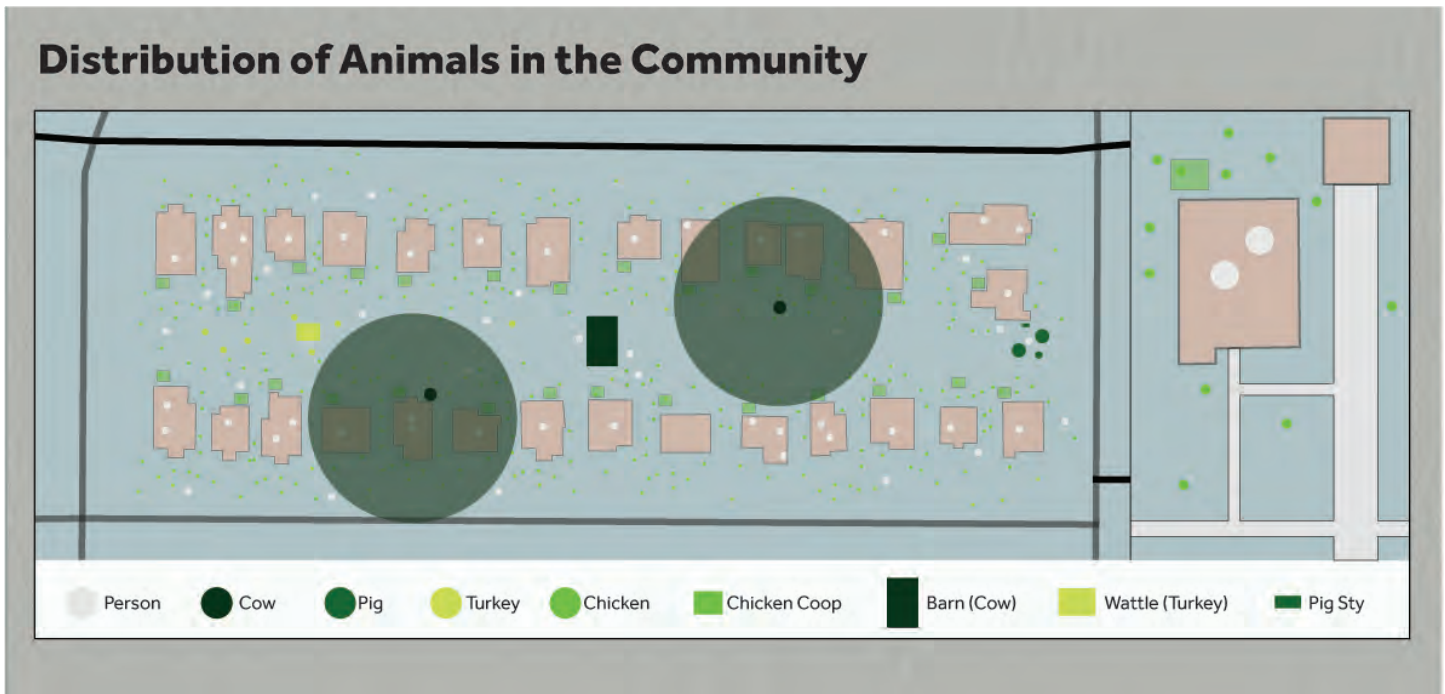 Distribution of Animals in the Community
Person Cow Pig Turkey Chicken Chicken Coop Barn (Cow) Wattle (Turkey) Pig Sty